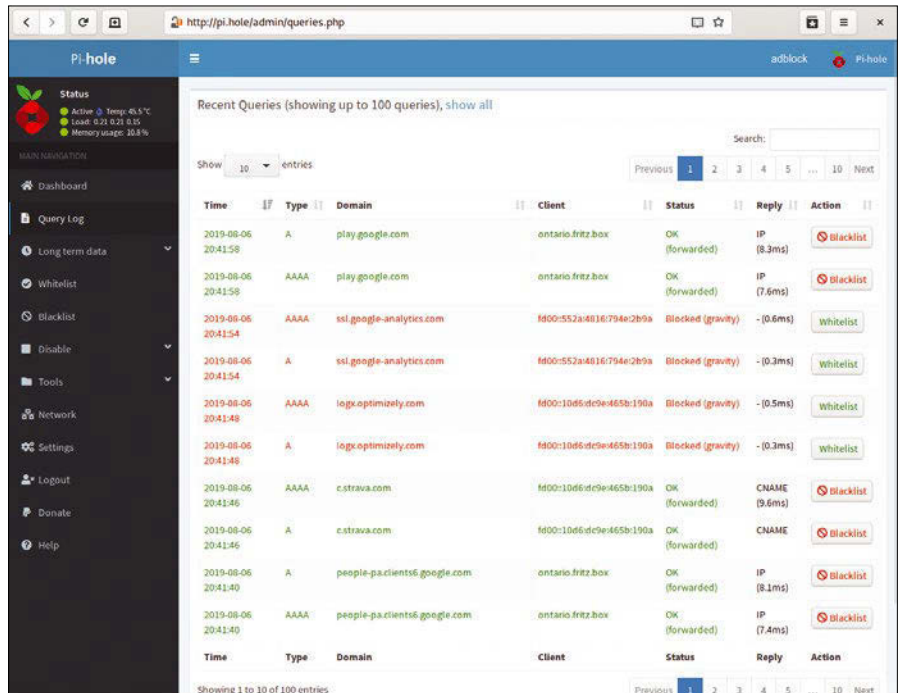 http://pi.hole/admin/queries.php
Pi-hole
adblock
Pi-hole
Status
Active Temp: 45.5°C
Load: 0.21 0.21 0.15
Memory usage: 10.8%
MAIN NAVIGATION
Dashboard
Query Log
Long term data
Whitelist
Blacklist
Disable
Tools
Network
Settings
Logout
Donate
Help
Recent Queries (showing up to 100 queries), show all
Search:
Show 10 entries
Previous 1 2 3 4 5 ... 10 Next
Time Type Domain Client Status Reply Action
2019-08-06 A play.google.com ontario.fritz.box OK IP Blacklist
20:41:58 (forwarded) (8.3ms)
2019-08-06 AAAA play.google.com ontario.fritz.box OK IP Blacklist
20:41:58 (forwarded) (7.6ms)
2019-08-06 AAAA ssl.google-analytics.com fd00::552a:4816:794e:2b9a Blocked (gravity) - (0.6ms) Whitelist
20:41:54
2019-08-06 A ssl.google-analytics.com fd00::552a:4816:794e:2b9a Blocked (gravity) - (0.3ms) Whitelist
20:41:54
2019-08-06 AAAA logx.optimizely.com fd00::10d6:dc9e:465b:190a Blocked (gravity) - (0.5ms) Whitelist
20:41:48
2019-08-06 A logx.optimizely.com fd00::10d6:dc9e:465b:190a Blocked (gravity) - (0.3ms) Whitelist
20:41:48
2019-08-06 AAAA c.strava.com fd00::10d6:dc9e:465b:190a OK CNAME Blacklist
20:41:46 (forwarded) (9.6ms)
2019-08-06 A c.strava.com fd00::10d6:dc9e:465b:190a OK CNAME Blacklist
20:41:46 (forwarded)
2019-08-06 A people-pa.clients6.google.com ontario.fritz.box OK IP Blacklist
20:41:40 (forwarded) (8.1ms)
2019-08-06 AAAA people-pa.clients6.google.com ontario.fritz.box OK IP Blacklist
20:41:40 (forwarded) (7.4ms)
Time Type Domain Client Status Reply Action
Showing 1 to 10 of 100 entries
Previous 1 2 3 4 5 ... 10 Next